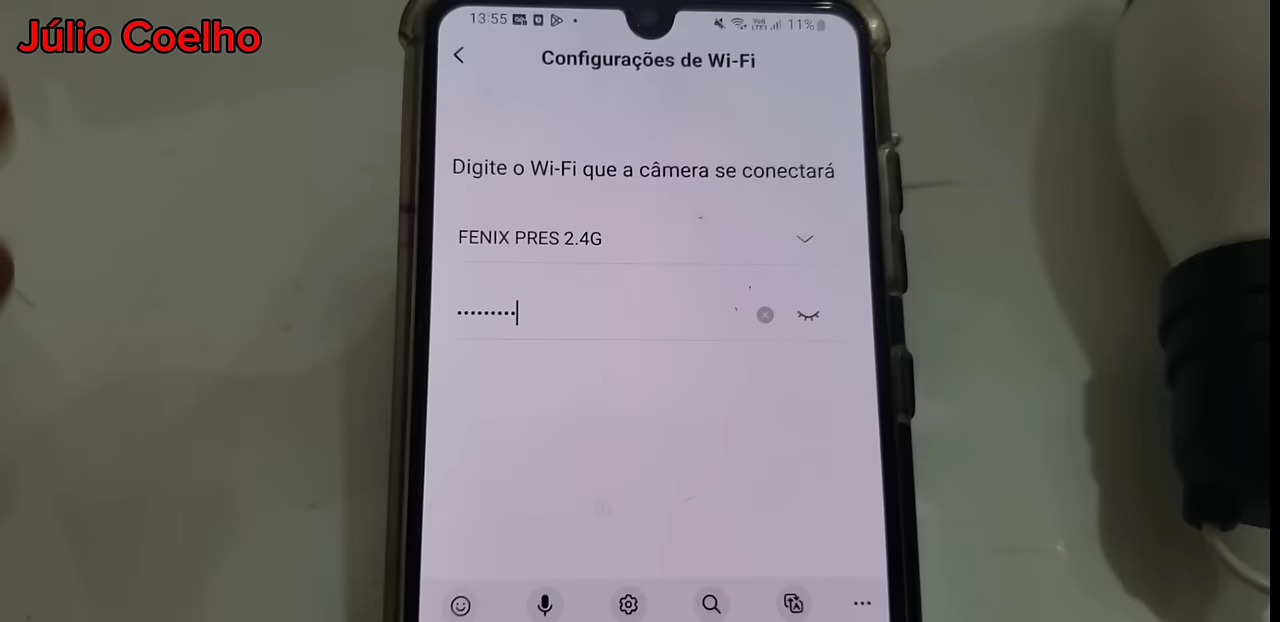 Júlio Coelho
13:55
11%
Configurações de Wi-Fi
Digite o Wi-Fi que a câmera se conectará
FENIX PRES 2.4G
•••••••••